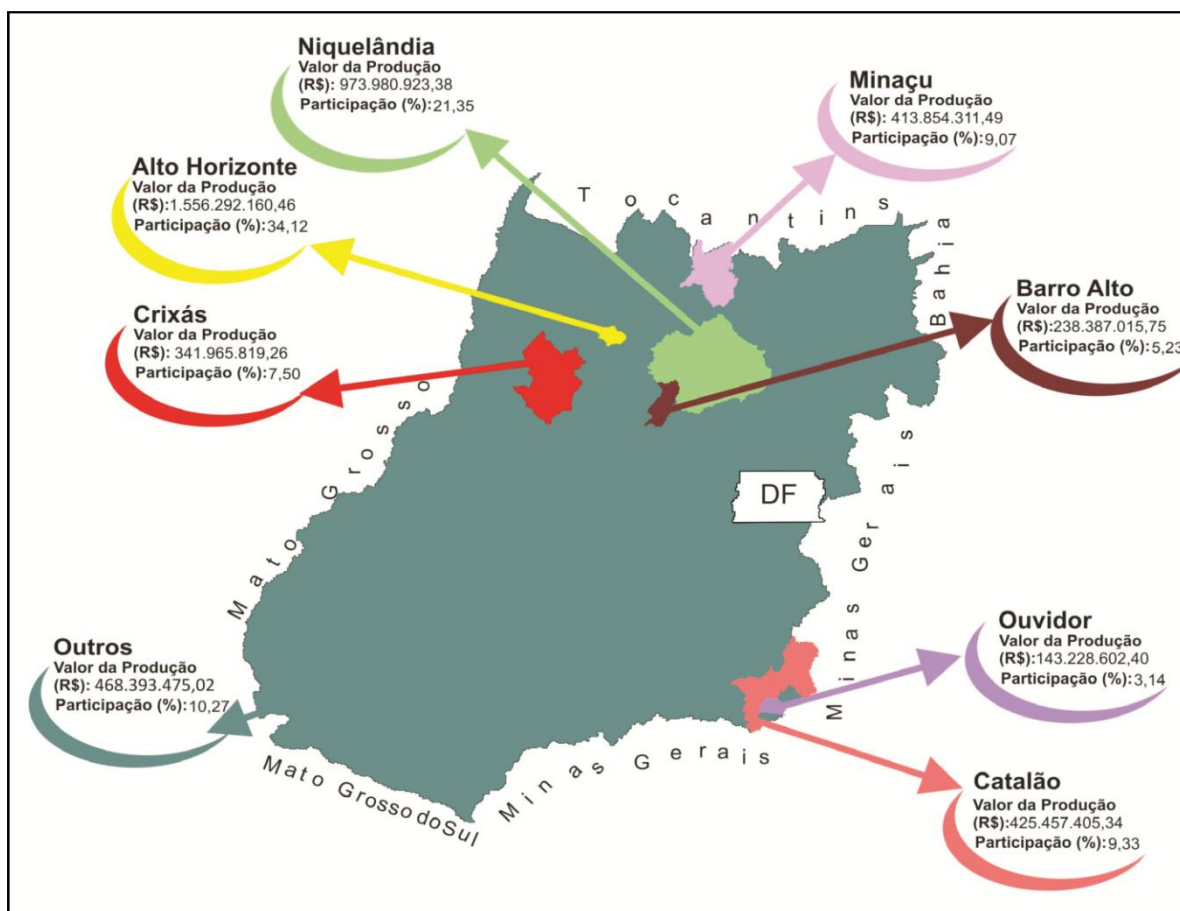 Niquelândia
Valor da Produção
(R$): 973.980.923,38
Participação (%):21,35
Minaçu
Valor da Produção
(R$): 413.854.311,49
Participação (%):9,07
Alto Horizonte
Valor da Produção
(R$):1.556.292.160,46
Participação (%):34,12
Tocantins
Bahia
Barro Alto
Valor da Produção
(R$):238.387.015,75
Participação (%):5,23
Crixás
Valor da Produção
(R$): 341.965.819,26
Participação (%):7,50
Mato Grosso
DF
Minas Gerais
Ouvidor
Valor da Produção
(R$):143.228.602,40
Participação (%):3,14
Outros
Valor da Produção
(R$): 468.393.475,02
Participação (%):10,27
Mato Grosso do Sul
Minas Gerais
Catalão
Valor da Produção
(R$):425.457.405,34
Participação (%):9,33